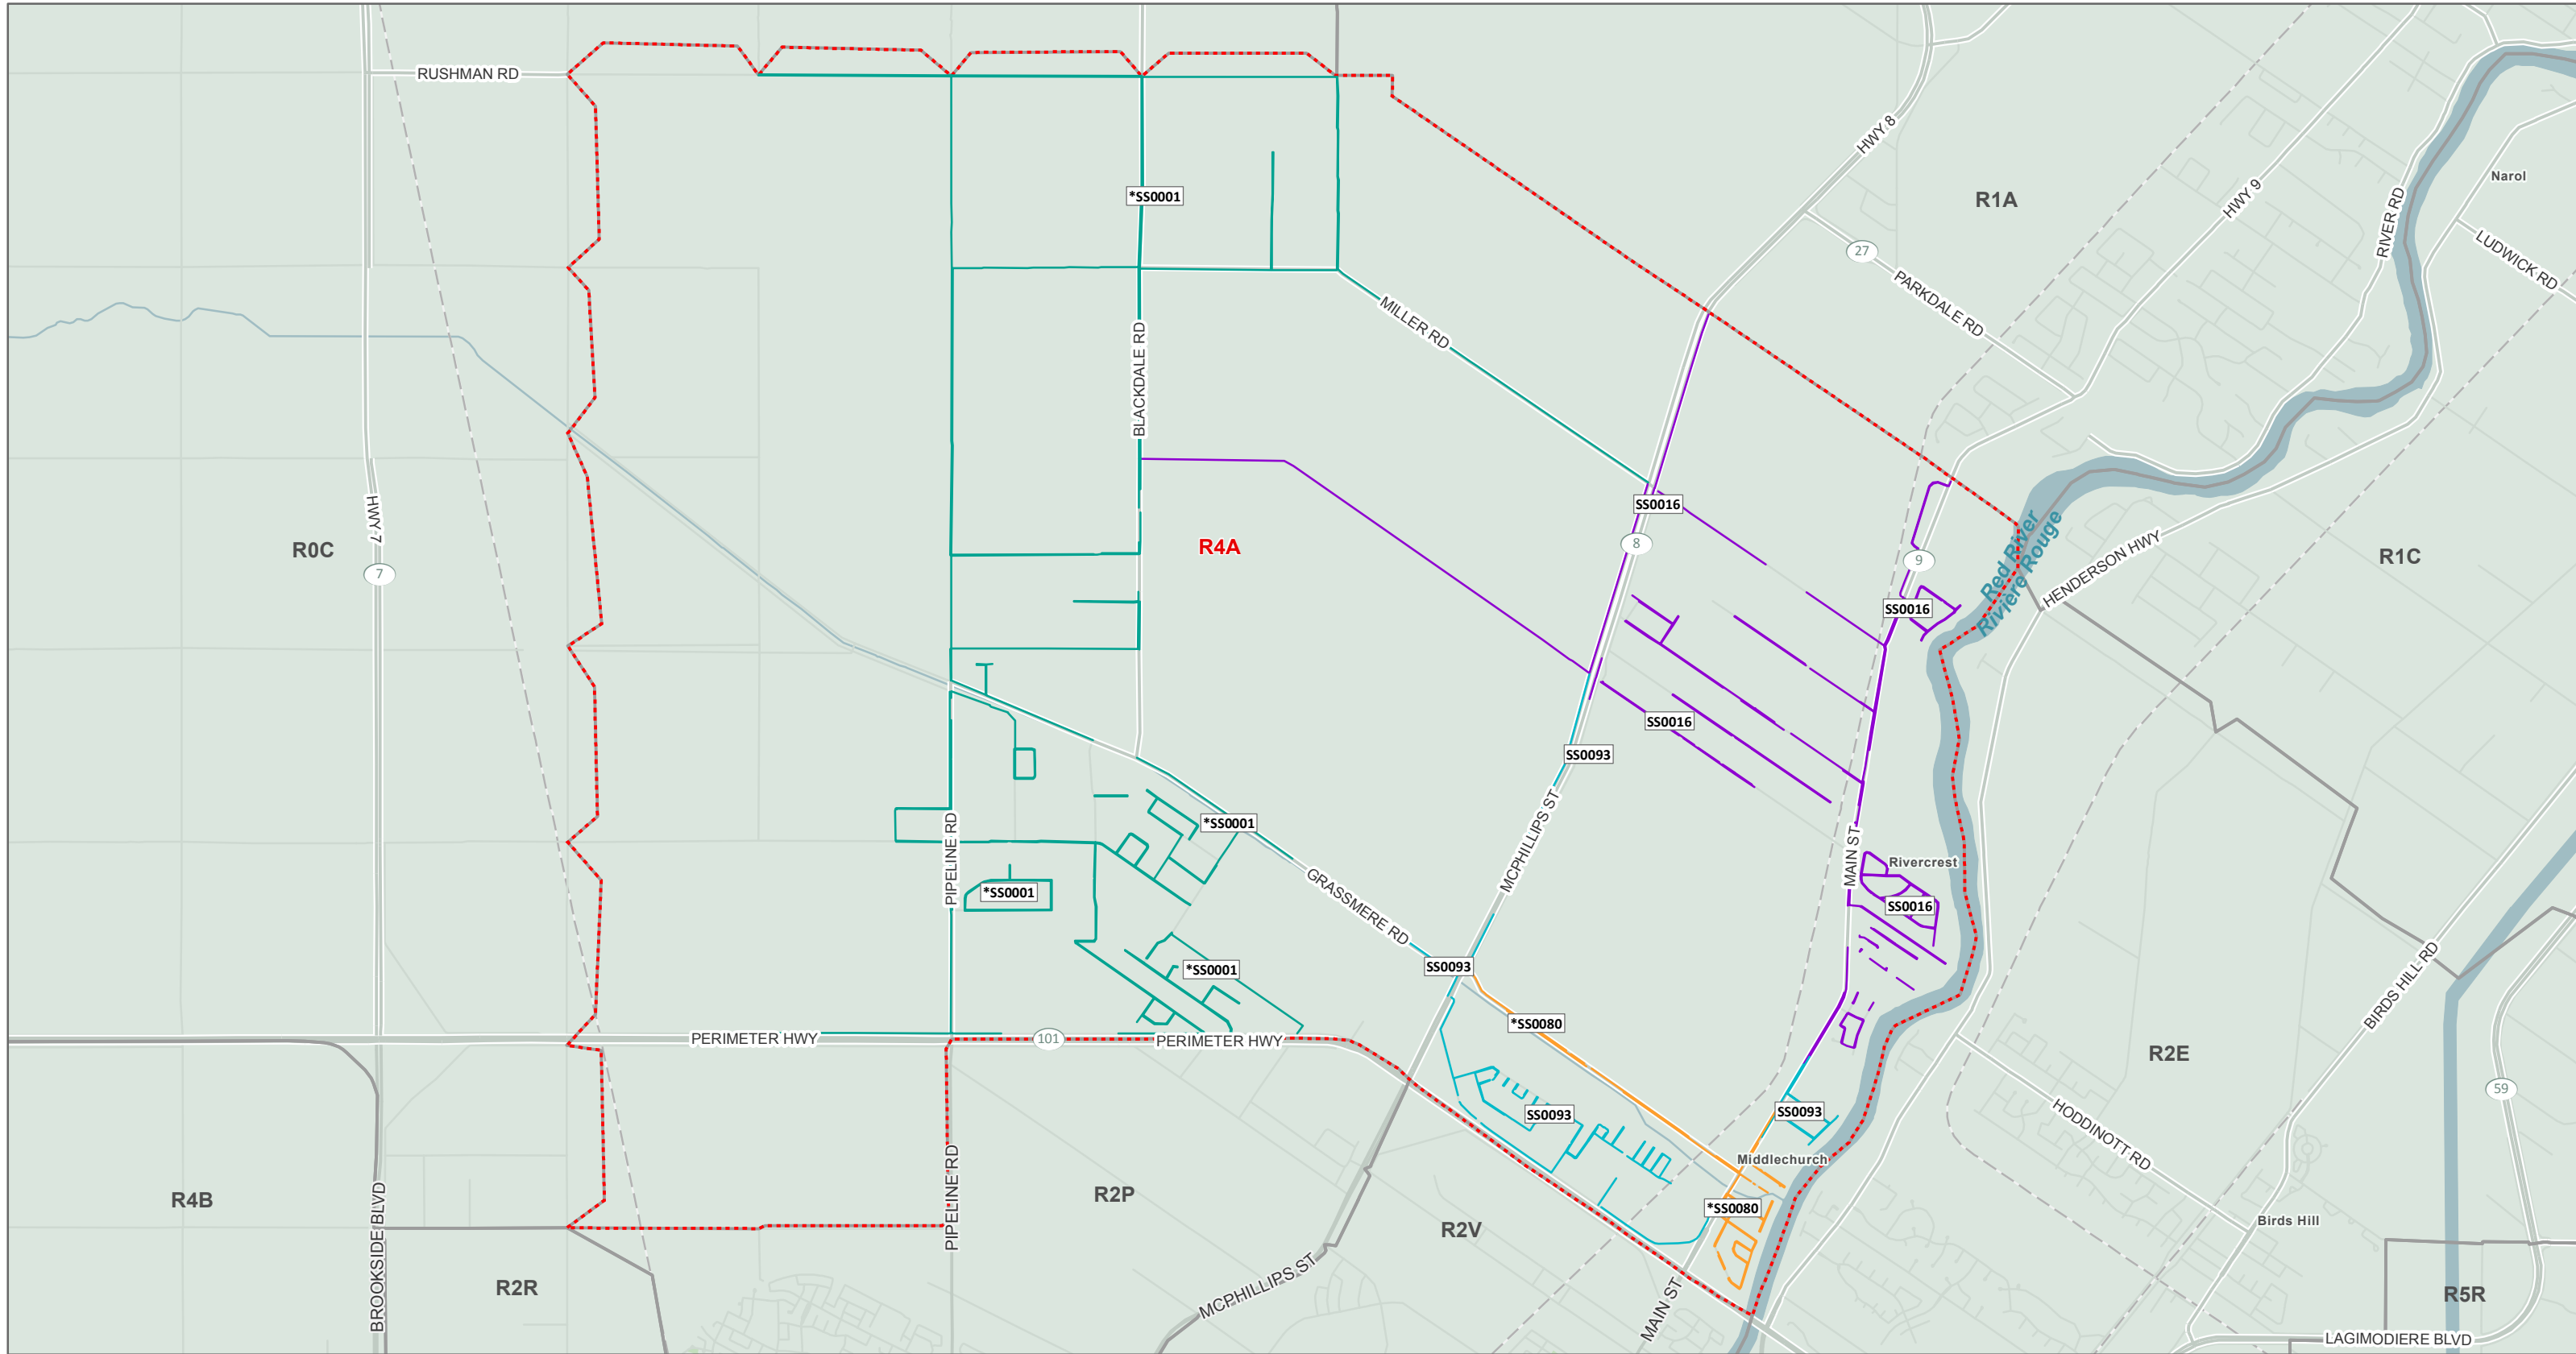 RUSHMAN RD
HWY 8
R1A
Narol
*SS0001
HWY 9
RIVER RD
LUDWICK RD
27
PARKDALE RD
MILLER RD
BLACKDALE RD
HWY 7
SS0016
R0C
R4A
8
9
Red River
Rivière Rouge
HENDERSON HWY
R1C
7
SS0016
SS0016
SS0093
*SS0001
MCPHILLIPS ST
MAIN ST
Rivercrest
PIPELINE RD
*SS0001
GRASSMERE RD
SS0016
*SS0001
SS0093
BIRDS HILL RD
*SS0080
PERIMETER HWY
101
PERIMETER HWY
R2E
59
SS0093
SS0093
HODDINOTT RD
Middlechurch
R4B
R2P
PIPELINE RD
*SS0080
R2V
Birds Hill
BROOKSIDE BLVD
R2R
MCPHILLIPS ST
MAIN ST
R5R
LAGIMODIERE BLVD